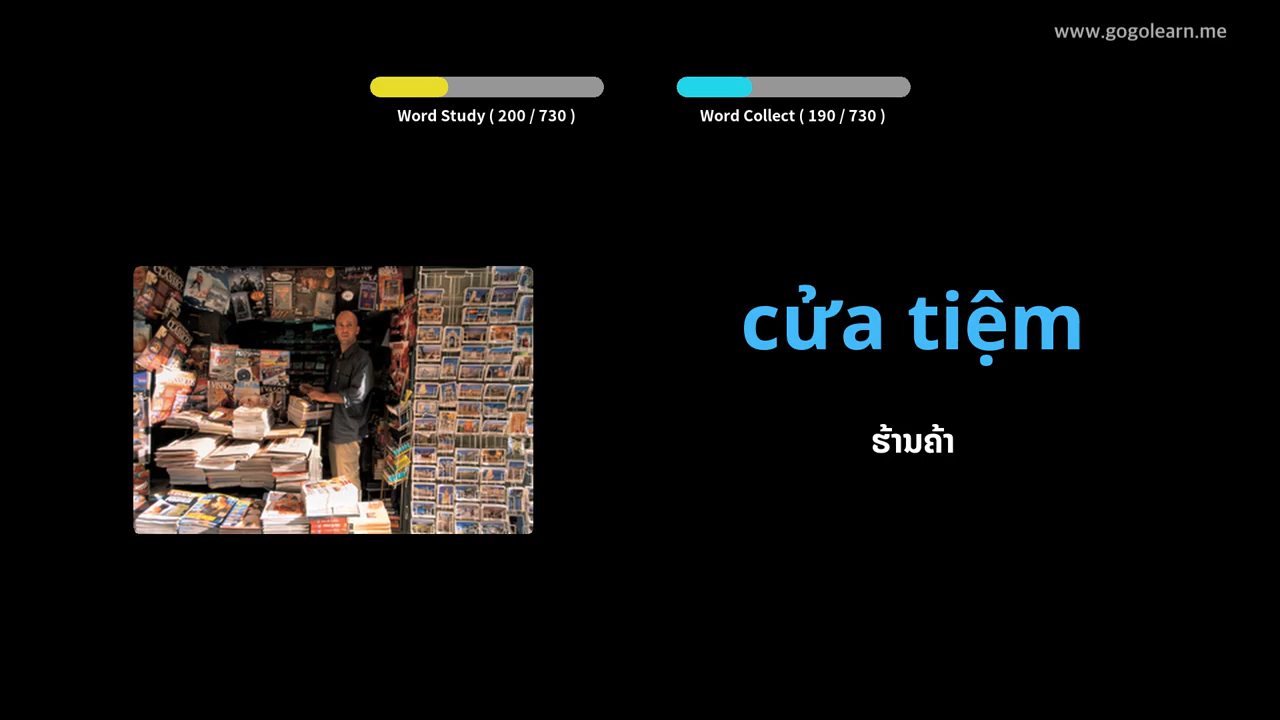 www.gogolearn.me
Word Study ( 200 / 730 )
Word Collect ( 190 / 730 )
cửa tiệm
ຮ້ານຄ້າ